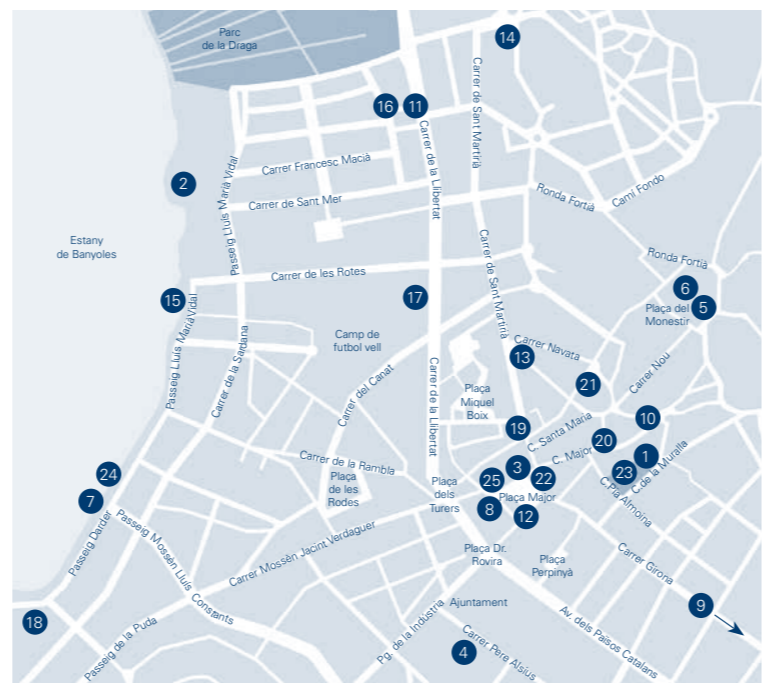 Parc
de la Draga
14
16
11
Carrer de Sant Martirià
Carrer de la Llibertat
Carrer Francesc Macià
2
Passeig Lluís Marià Vidal
Carrer de Sant Mer
Ronda Fortià
Camí Fondo
Estany
de Banyoles
Carrer de Sant Martirià
Ronda Fortià
Carrer de les Rotes
6
5
Plaça del
Monestir
15
17
Passeig Lluís Marià Vidal
Carrer de la Sardana
Camp de
futbol vell
Carrer Navata
13
Carrer del Canat
Carrer de la Llibertat
Plaça
Miquel
Boix
21
Carrer Nou
10
19
C. Santa Maria
20
C. Major
1
23
C. de la Muralla
C. Pia Almoina
24
7
Carrer de la Rambla
Plaça
de les
Rodes
Plaça
dels
Turers
25
3
22
Plaça Major
8
12
Passeig Darder
Passeig Mossèn Lluís Constants
Carrer Mossèn Jacint Verdaguer
Plaça Dr.
Rovira
Plaça
Perpinyà
Carrer Girona
9
18
Passeig de la Puda
Pg. de la Indústria
Ajuntament
Av. dels Països Catalans
Carrer Pere Alsius
4